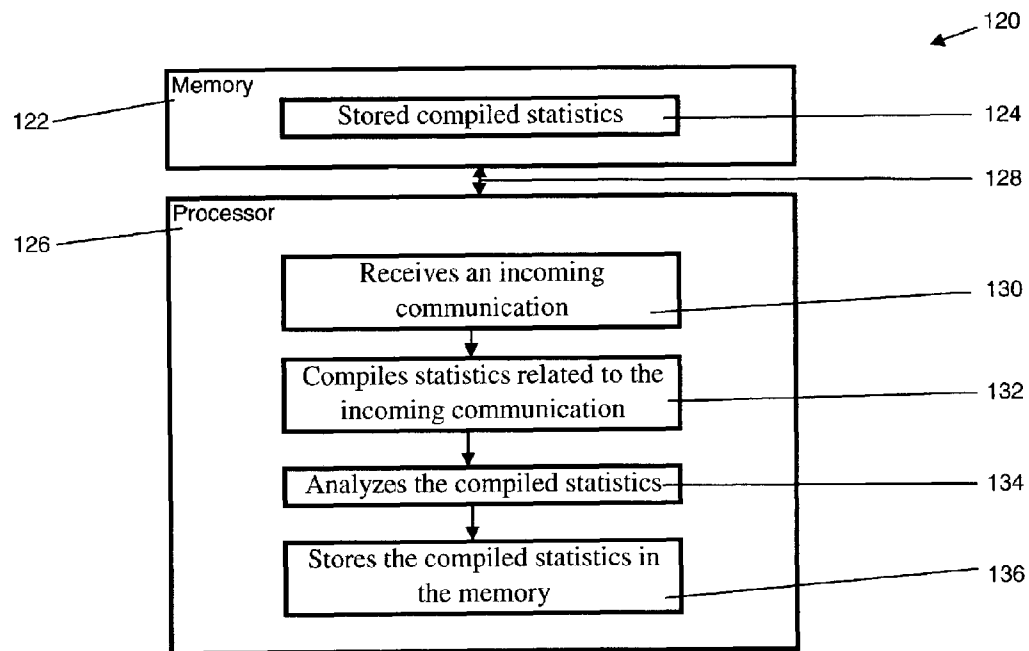 120
Memory
122
Stored compiled statistics
124
128
Processor
126
Receives an incoming
communication
130
Compiles statistics related to the
incoming communication
132
Analyzes the compiled statistics
134
Stores the compiled statistics in
the memory
136